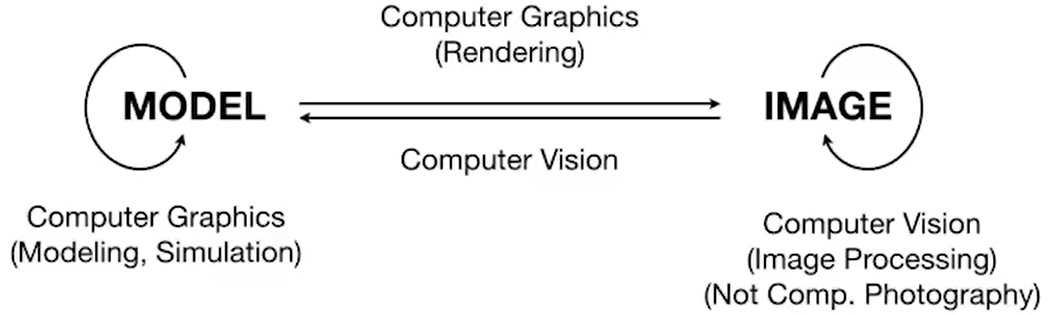 Computer Graphics
(Rendering)
MODEL
IMAGE
Computer Vision
Computer Graphics
(Modeling, Simulation)
Computer Vision
(Image Processing)
(Not Comp. Photography)